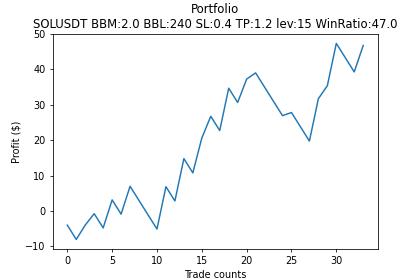 Portfolio
SOLUSDT BBM:2.0 BBL:240 SL:0.4 TP:1.2 lev:15 WinRatio:47.0
50
40
30
20
10
0
−10
Profit ($)
0 5 10 15 20 25 30
Trade counts